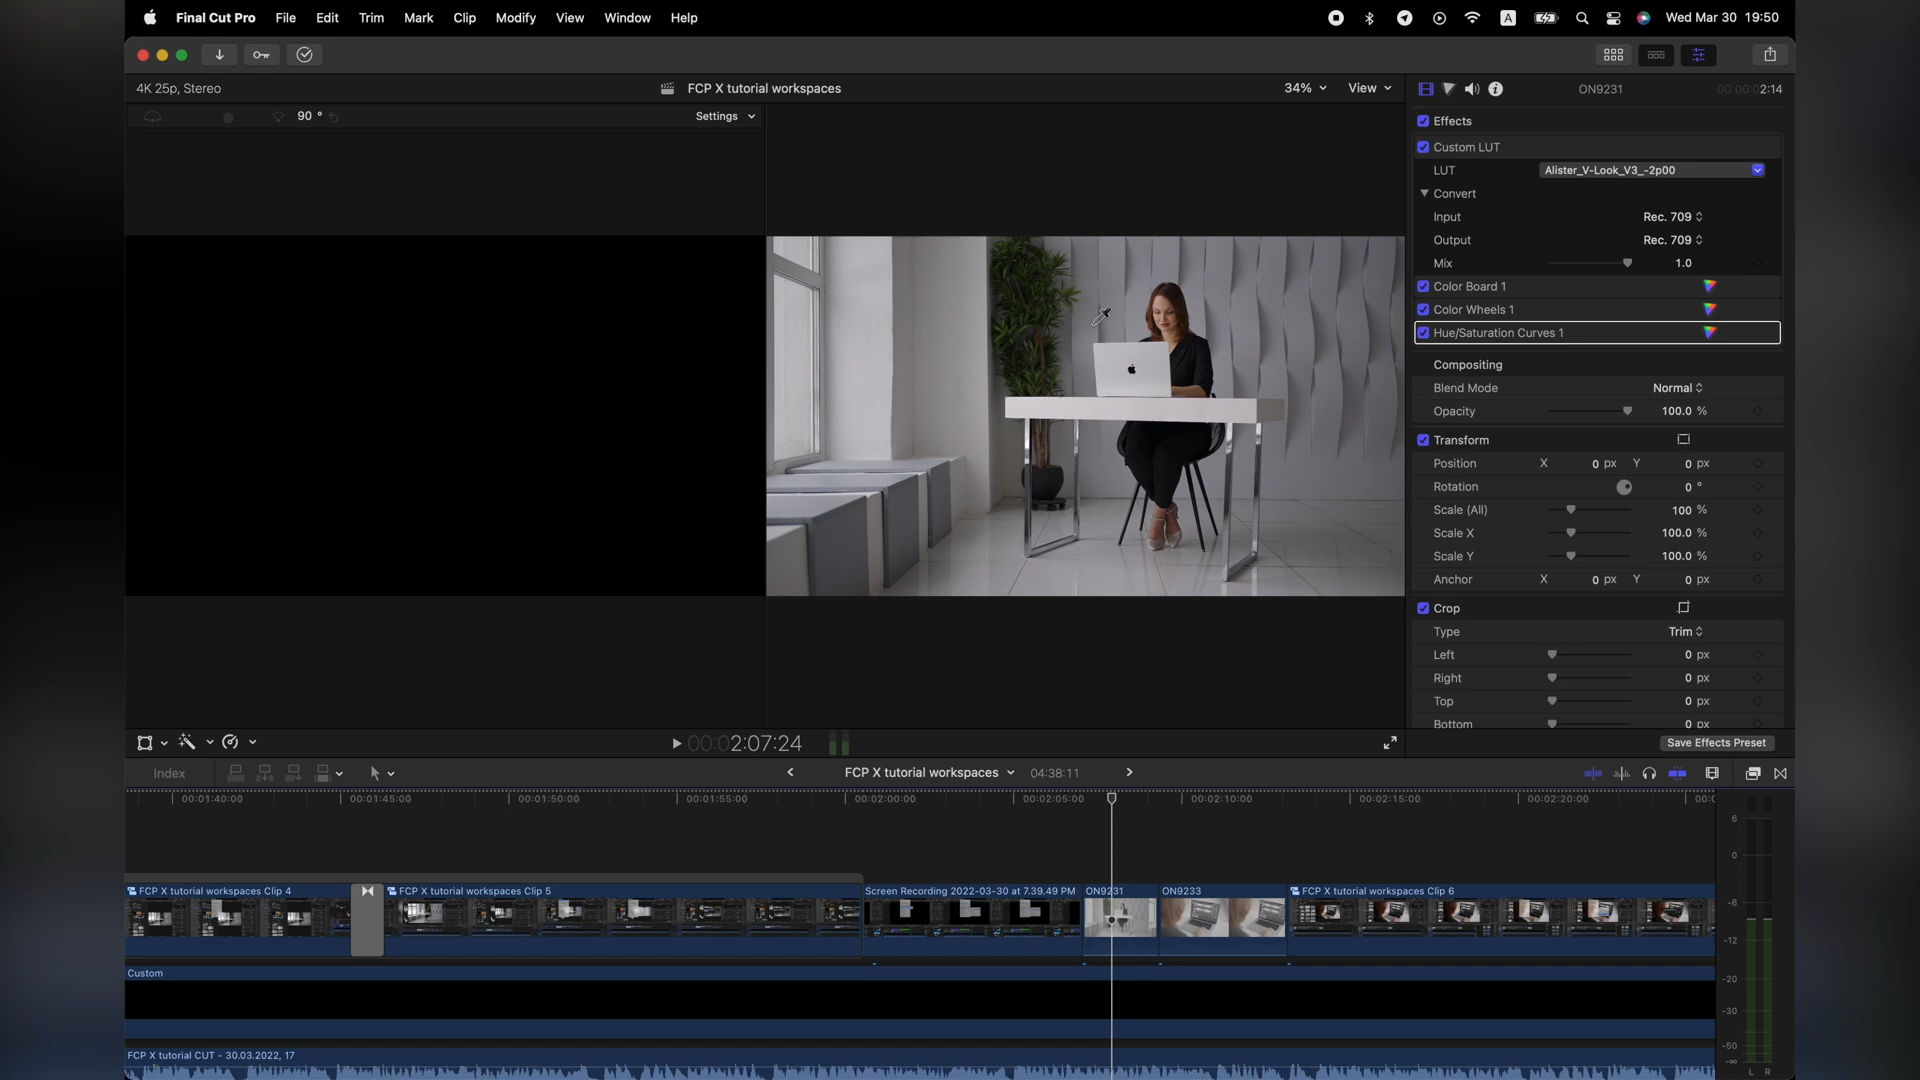 Final Cut Pro File Edit Trim Mark Clip Modify View Window Help A Wed Mar 30 19:50
4K 25p, Stereo FCP X tutorial workspaces 34% View ON9231 00:00:02:14
90 ° Settings
Effects
Custom LUT
LUT Alister_V-Look_V3_-2p00
Convert
Input Rec. 709
Output Rec. 709
Mix 1.0
Color Board 1
Color Wheels 1
Hue/Saturation Curves 1
Compositing
Blend Mode Normal
Opacity 100.0 %
Transform
Position X 0 px Y 0 px
Rotation 0 °
Scale (All) 100 %
Scale X 100.0 %
Scale Y 100.0 %
Anchor X 0 px Y 0 px
Crop
Type Trim
Left 0 px
Right 0 px
Top 0 px
Bottom 0 px
00:02:07:24 Save Effects Preset
Index FCP X tutorial workspaces 04:38:11
00:01:40:00 00:01:45:00 00:01:50:00 00:01:55:00 00:02:00:00 00:02:05:00 00:02:10:00 00:02:15:00 00:02:20:00
FCP X tutorial workspaces Clip 4 FCP X tutorial workspaces Clip 5 Screen Recording 2022-03-30 at 7.39.49 PM ON9231 ON9233 FCP X tutorial workspaces Clip 6
Custom
FCP X tutorial CUT - 30.03.2022, 17
6
0
-6
-12
-20
-30
-50
-∞
L R